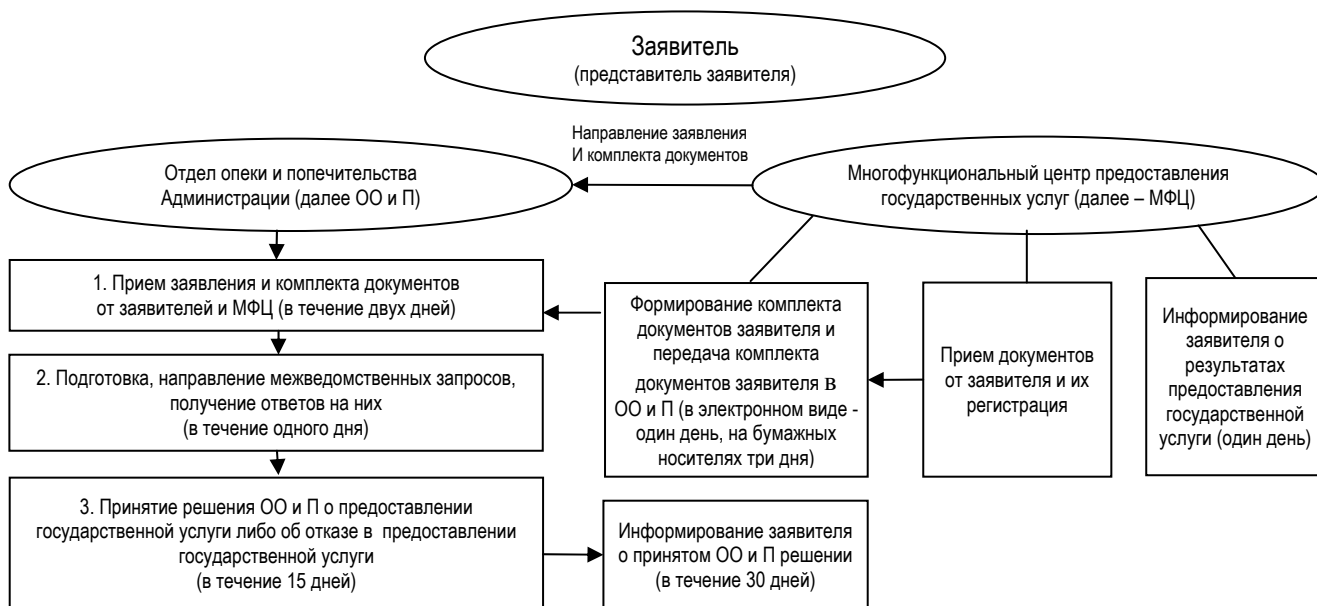 Заявитель
(представитель заявителя)
Направление заявления
И комплекта документов
Отдел опеки и попечительства
Администрации (далее ОО и П)
Многофункциональный центр предоставления
государственных услуг (далее – МФЦ)
1. Прием заявления и комплекта документов
от заявителей и МФЦ (в течение двух дней)
2. Подготовка, направление межведомственных запросов,
получение ответов на них
(в течение одного дня)
3. Принятие решения ОО и П о предоставлении
государственной услуги либо об отказе в предоставлении
государственной услуги
(в течение 15 дней)
Формирование комплекта
документов заявителя и
передача комплекта
документов заявителя в
ОО и П (в электронном виде -
один день, на бумажных
носителях три дня)
Прием документов
от заявителя и их
регистрация
Информирование
заявителя о
результатах
предоставления
государственной
услуги (один день)
Информирование заявителя
о принятом ОО и П решении
(в течение 30 дней)